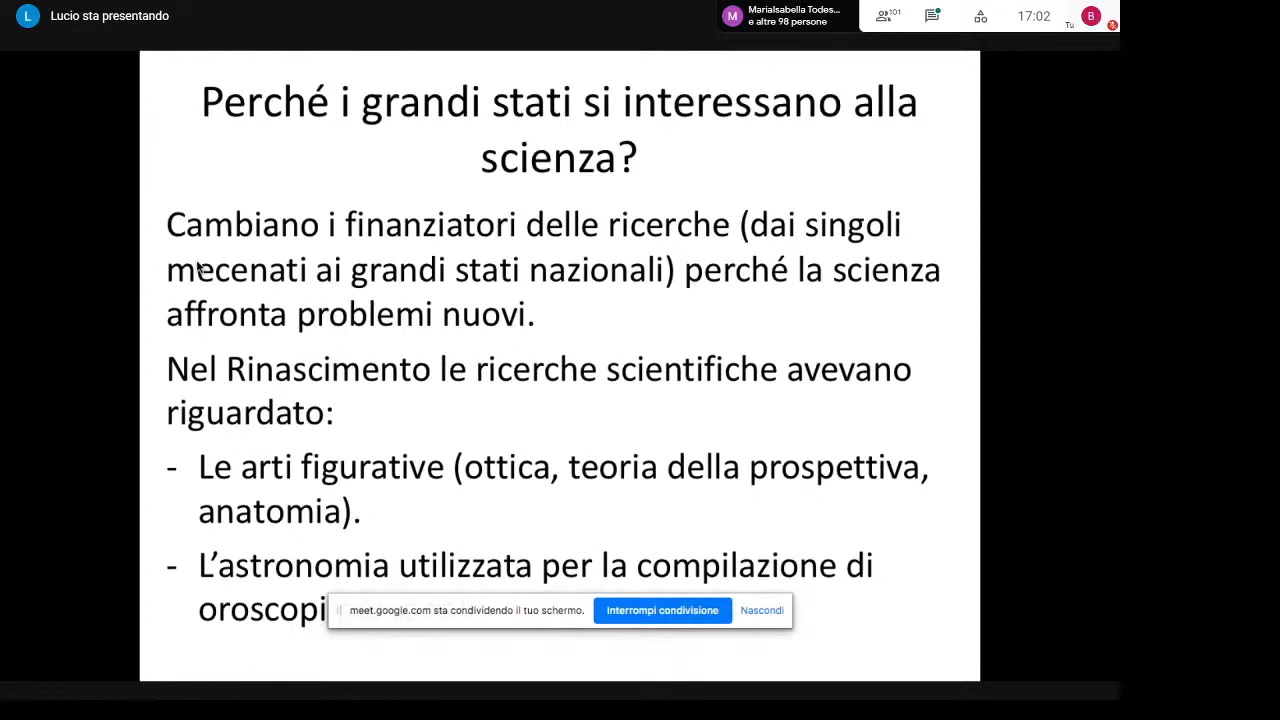 Lucio sta presentando
MariaIsabella Todes...
e altre 98 persone
101
17:02
Tu
L
M
B
Perché i grandi stati si interessano alla
scienza?
Cambiano i finanziatori delle ricerche (dai singoli
mecenati ai grandi stati nazionali) perché la scienza
affronta problemi nuovi.
Nel Rinascimento le ricerche scientifiche avevano
riguardato:
- Le arti figurative (ottica, teoria della prospettiva,
anatomia).
- L’astronomia utilizzata per la compilazione di
oroscopi
meet.google.com sta condividendo il tuo schermo.
Interrompi condivisione
Nascondi